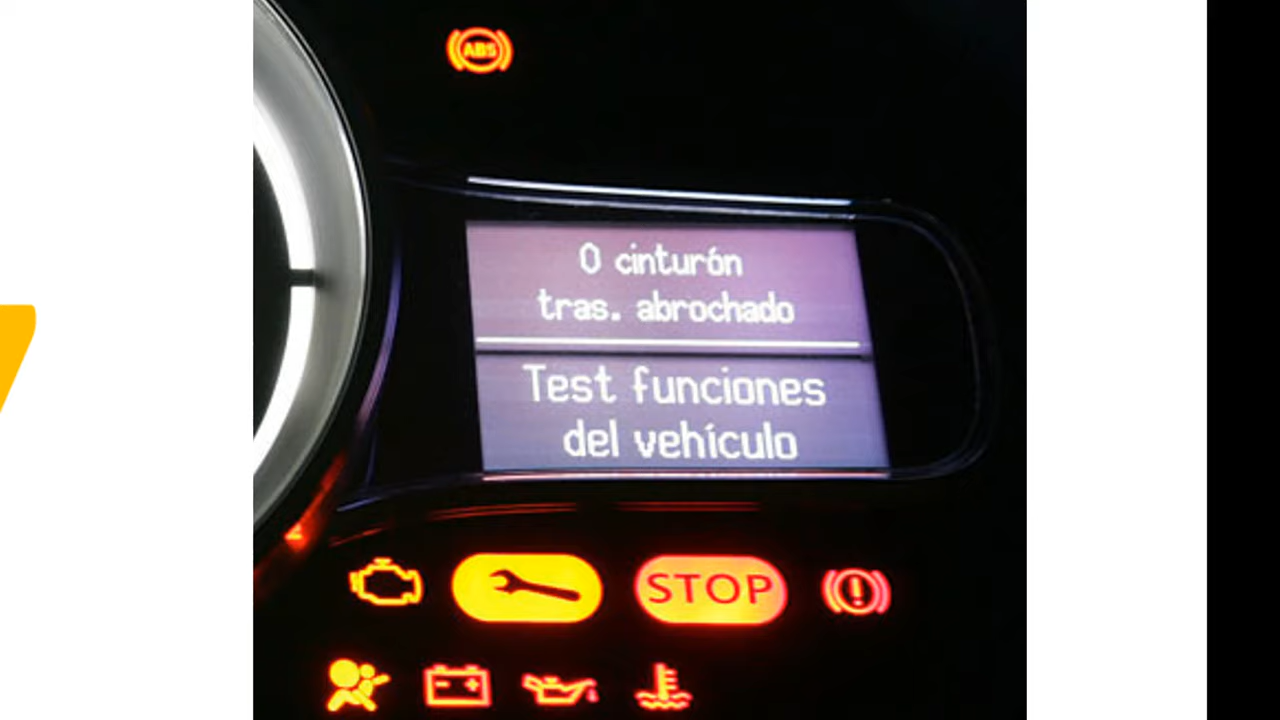 ABS
0 cinturón
tras. abrochado
Test funciones
del vehículo
STOP